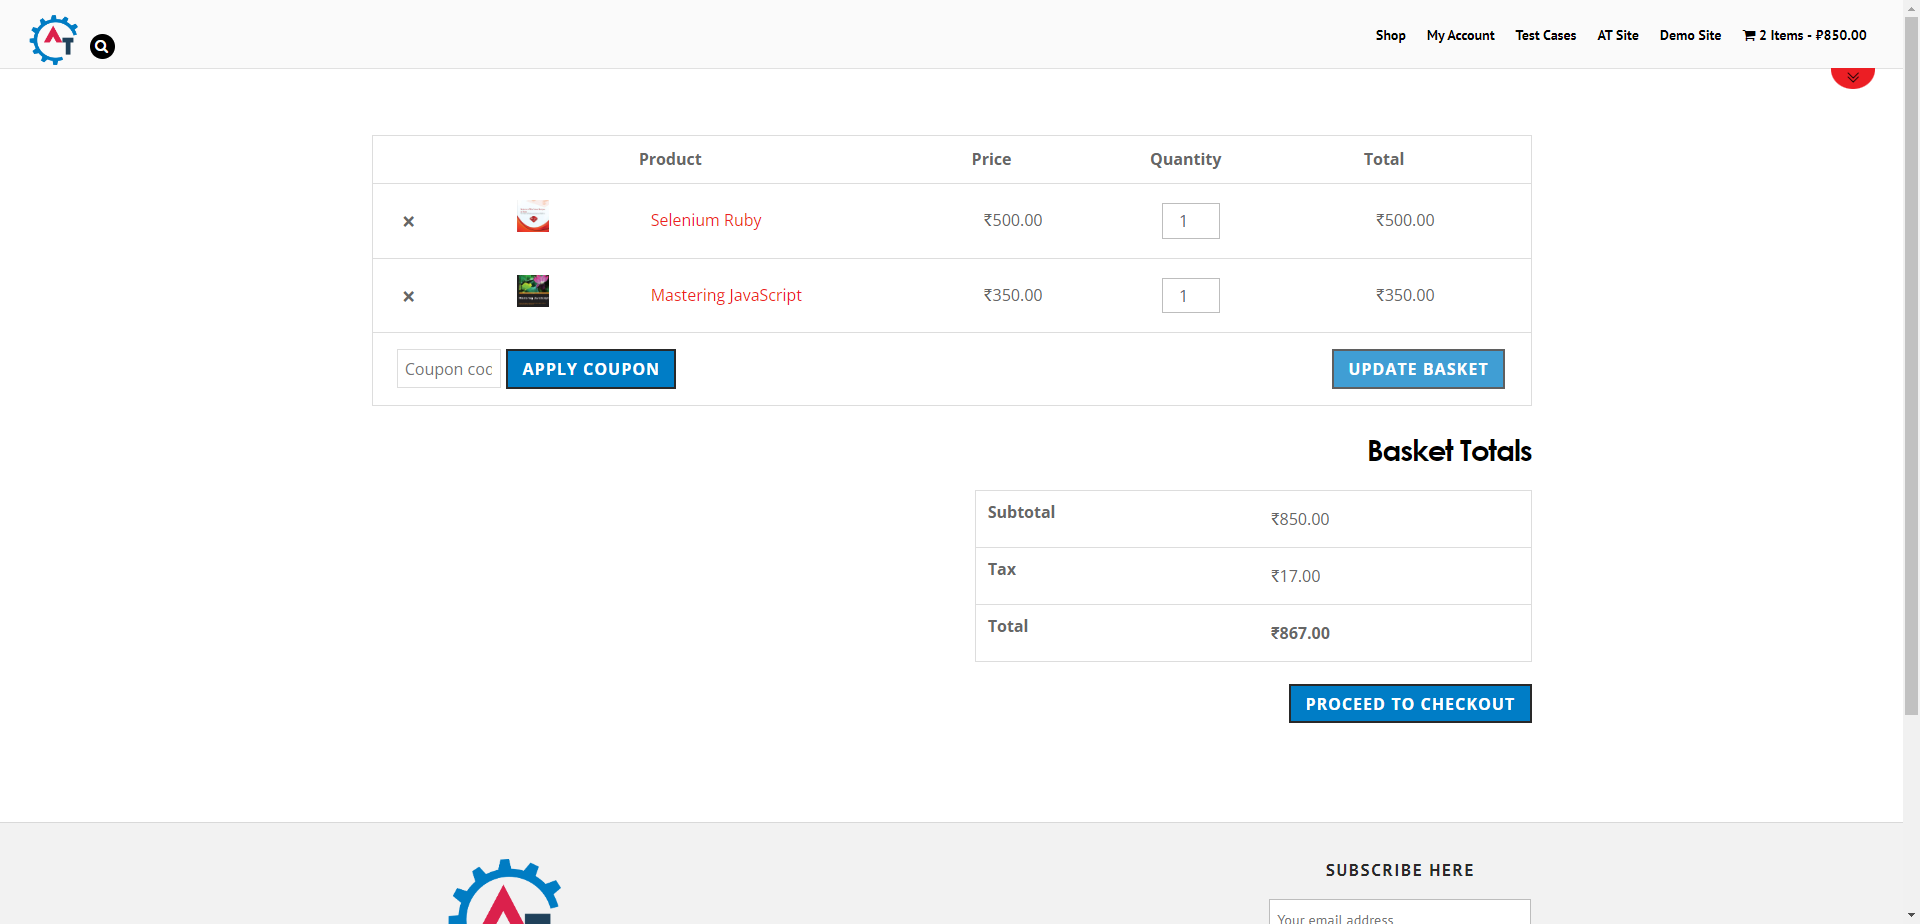 AT
Shop My Account Test Cases AT Site Demo Site 2 Items - ₽850.00
Product Price Quantity Total
× Selenium Ruby ₹500.00 1 ₹500.00
× Mastering JavaScript ₹350.00 1 ₹350.00
Coupon coc APPLY COUPON UPDATE BASKET
Basket Totals
Subtotal ₹850.00
Tax ₹17.00
Total ₹867.00
PROCEED TO CHECKOUT
SUBSCRIBE HERE
Your email address